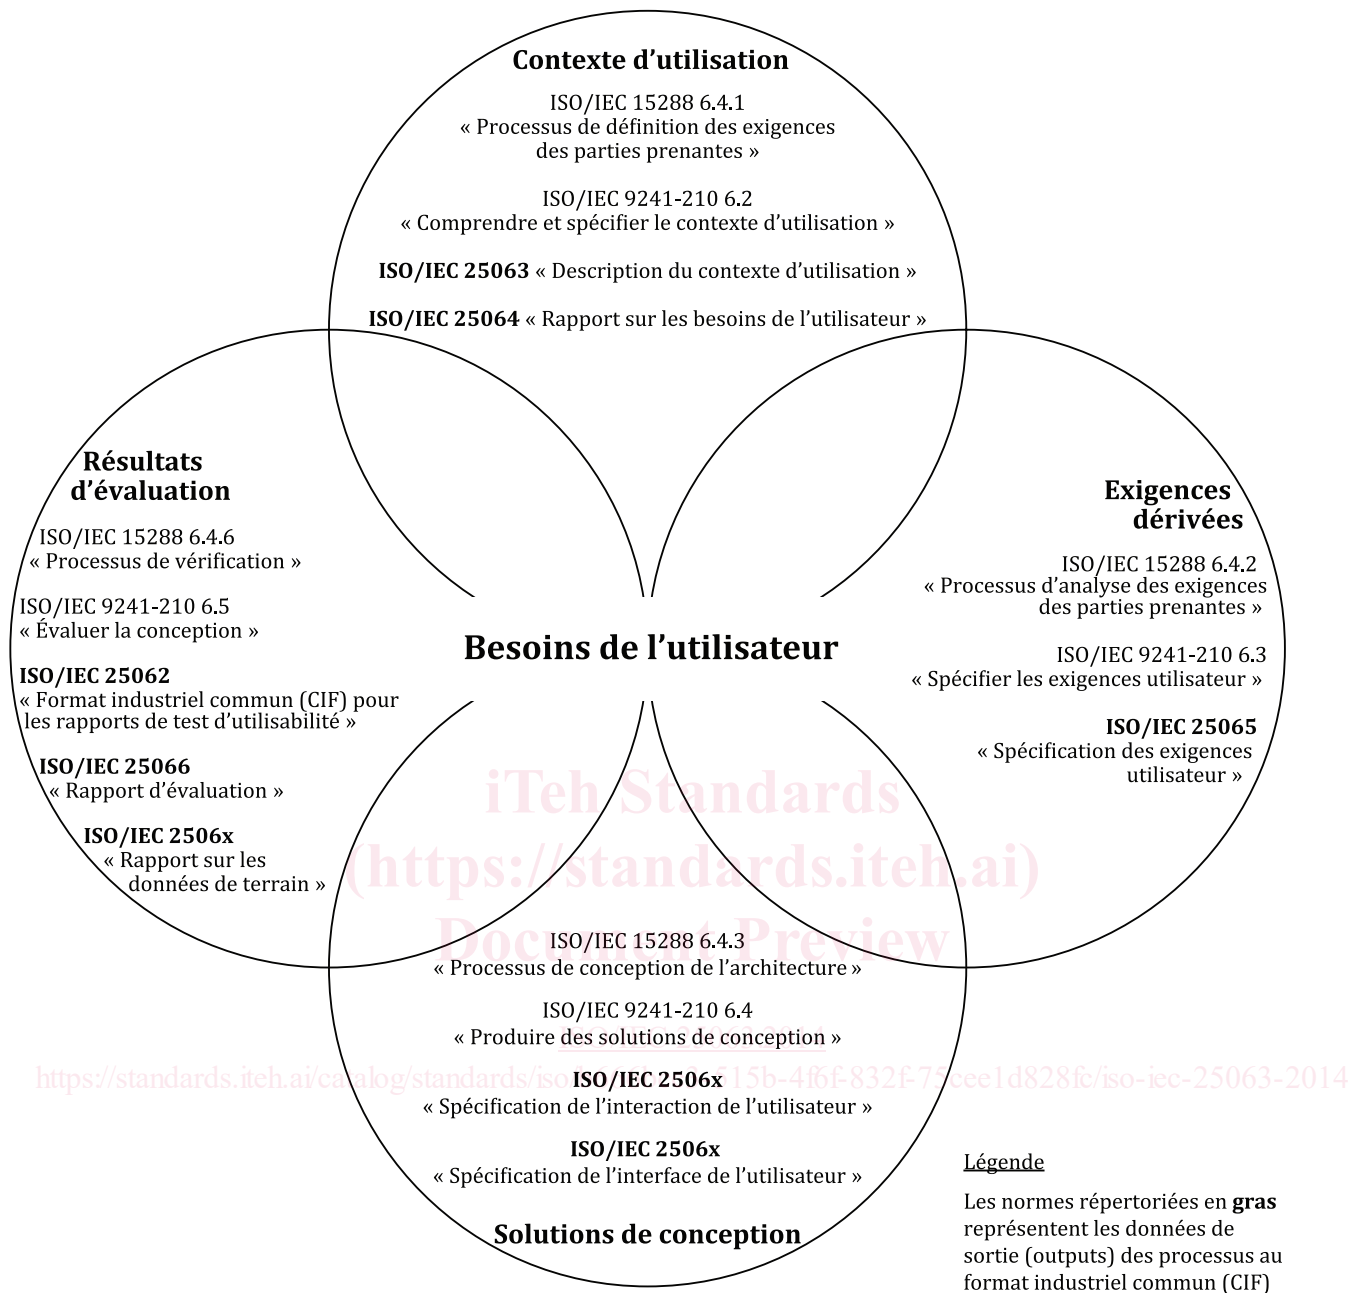 Contexte d’utilisation
ISO/IEC 15288 6.4.1
« Processus de définition des exigences
des parties prenantes »
ISO/IEC 9241-210 6.2
« Comprendre et spécifier le contexte d’utilisation »
ISO/IEC 25063 « Description du contexte d’utilisation »
ISO/IEC 25064 « Rapport sur les besoins de l’utilisateur »
Résultats
d’évaluation
ISO/IEC 15288 6.4.6
« Processus de vérification »
ISO/IEC 9241-210 6.5
« Évaluer la conception »
ISO/IEC 25062
« Format industriel commun (CIF) pour
les rapports de test d’utilisabilité »
ISO/IEC 25066
« Rapport d’évaluation »
ISO/IEC 2506x
« Rapport sur les
données de terrain »
Besoins de l’utilisateur
Exigences
dérivées
ISO/IEC 15288 6.4.2
« Processus d’analyse des exigences
des parties prenantes »
ISO/IEC 9241-210 6.3
« Spécifier les exigences utilisateur »
ISO/IEC 25065
« Spécification des exigences
utilisateur »
iTeh Standards
(https://standards.iteh.ai)
Document Preview
ISO/IEC 15288 6.4.3
« Processus de conception de l’architecture »
ISO/IEC 9241-210 6.4
« Produire des solutions de conception »
ISO/IEC 25063:2014
ISO/IEC 2506x
« Spécification de l’interaction de l’utilisateur »
ISO/IEC 2506x
« Spécification de l’interface de l’utilisateur »
Solutions de conception
Légende
Les normes répertoriées en gras
représentent les données de
sortie (outputs) des processus au
format industriel commun (CIF)